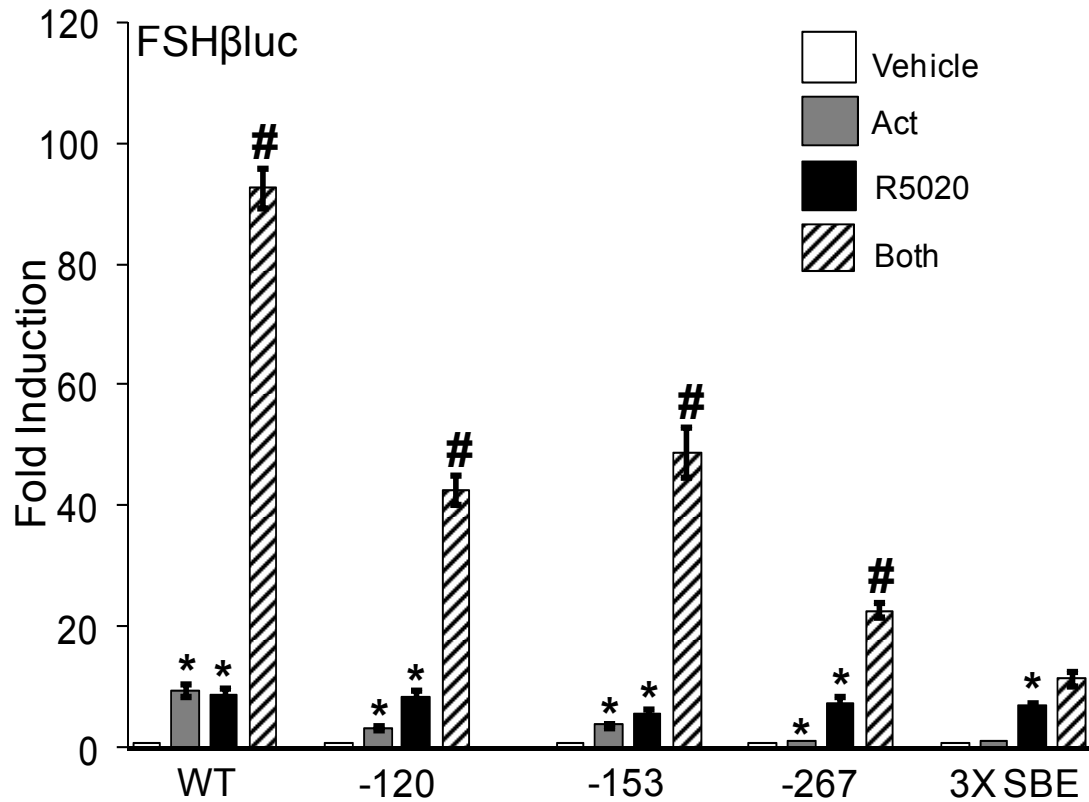 FSHβluc
Vehicle
Act
R5020
Both
Fold Induction
120
100
80
60
40
20
0
#
#
#
#
* *
* *
* *
* *
*
WT -120 -153 -267 3X SBE